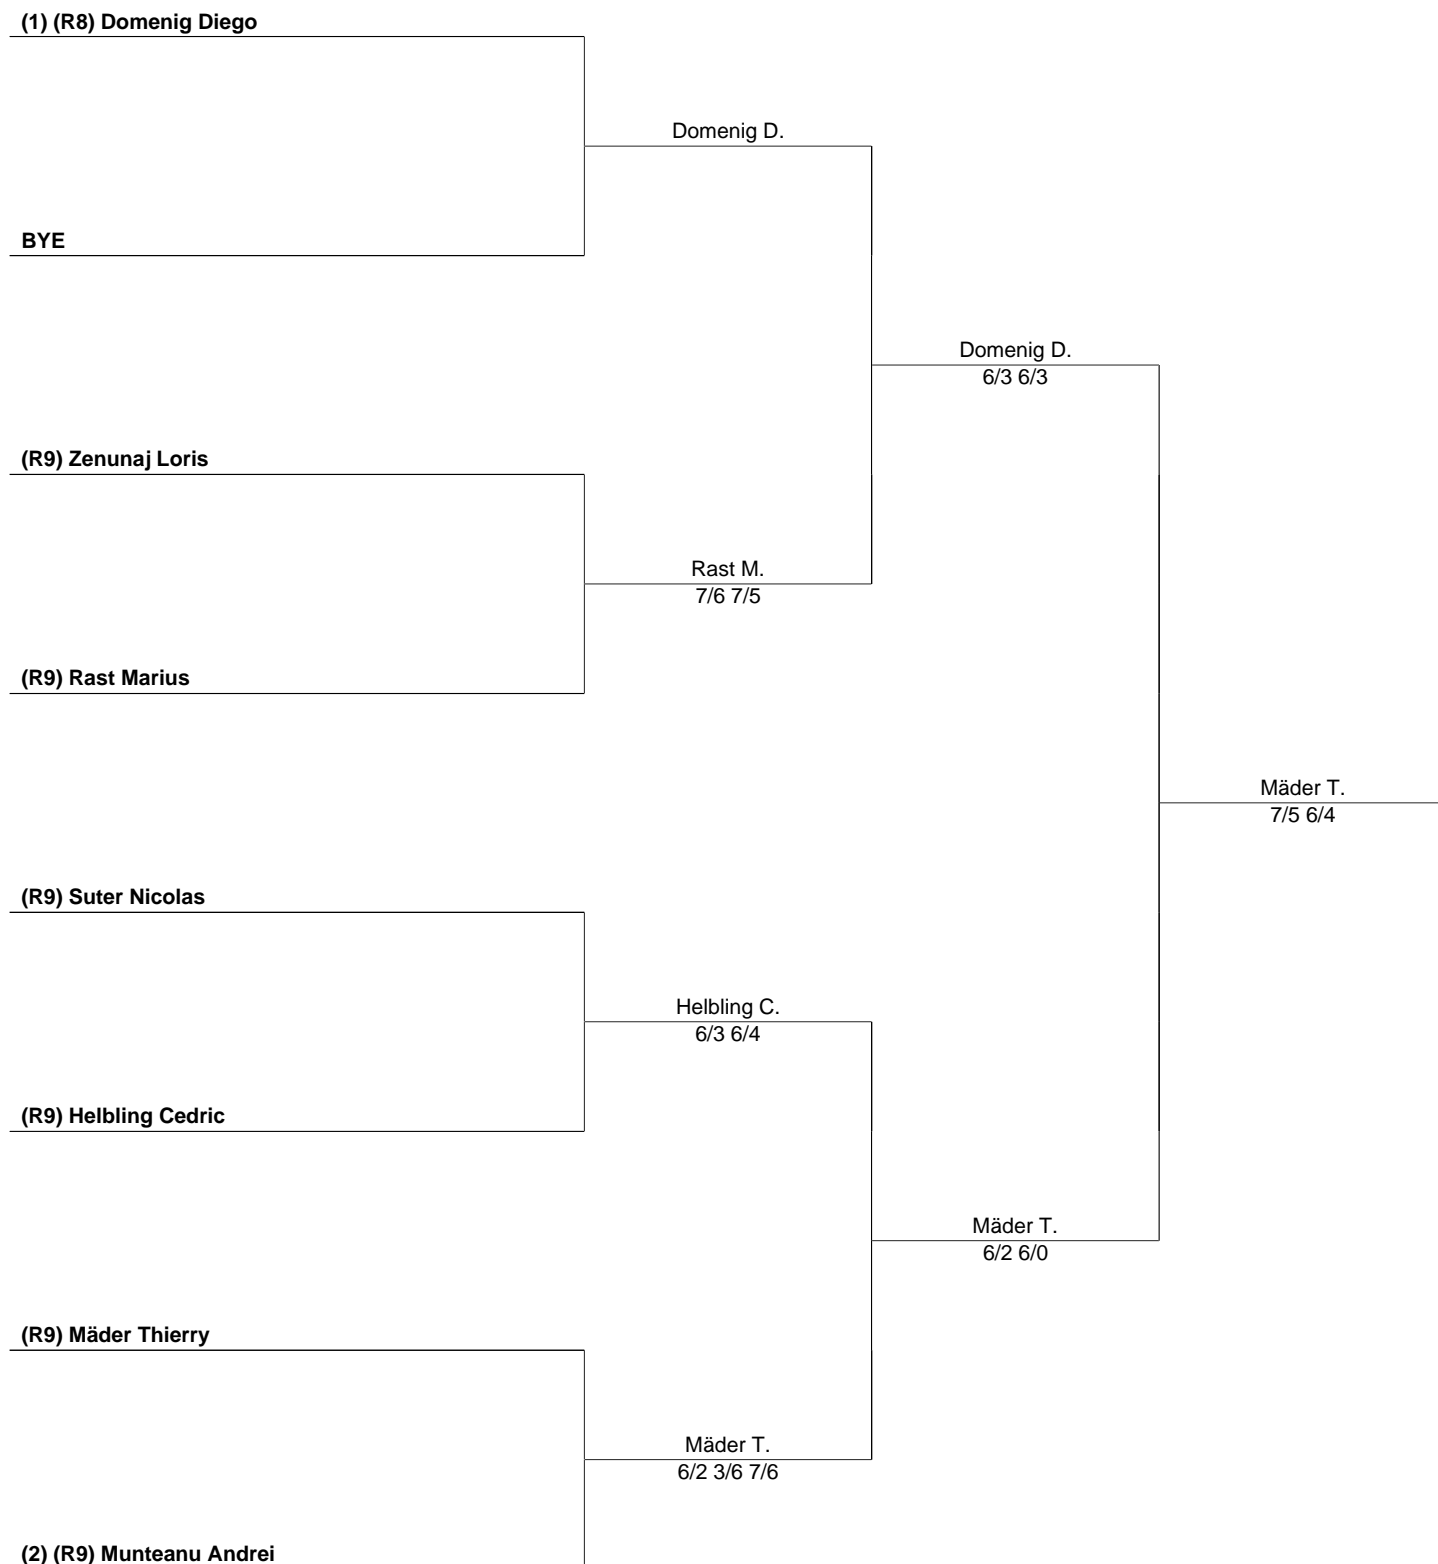 (1) (R8) Domenig Diego
Domenig D.
BYE
Domenig D.
6/3 6/3
(R9) Zenunaj Loris
Rast M.
7/6 7/5
(R9) Rast Marius
Mäder T.
7/5 6/4
(R9) Suter Nicolas
Helbling C.
6/3 6/4
(R9) Helbling Cedric
Mäder T.
6/2 6/0
(R9) Mäder Thierry
Mäder T.
6/2 3/6 7/6
(2) (R9) Munteanu Andrei